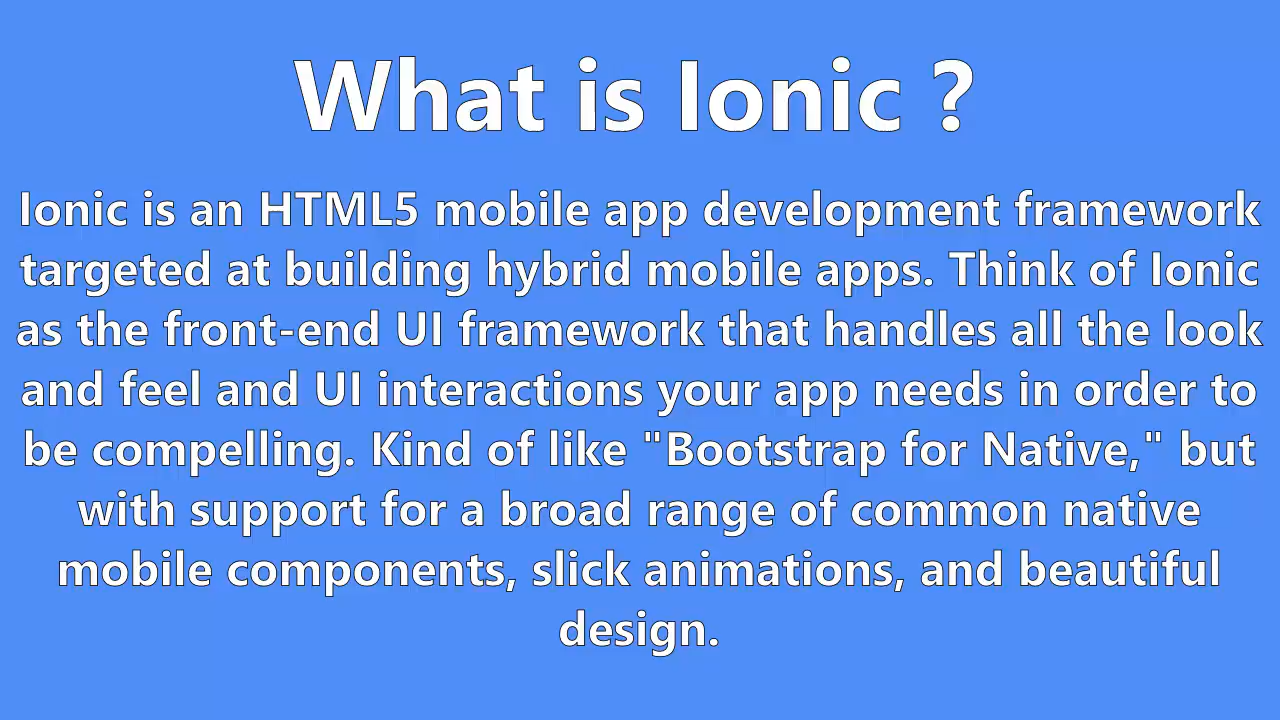 What is Ionic ?
Ionic is an HTML5 mobile app development framework
targeted at building hybrid mobile apps. Think of Ionic
as the front-end UI framework that handles all the look
and feel and UI interactions your app needs in order to
be compelling. Kind of like "Bootstrap for Native," but
with support for a broad range of common native
mobile components, slick animations, and beautiful
design.